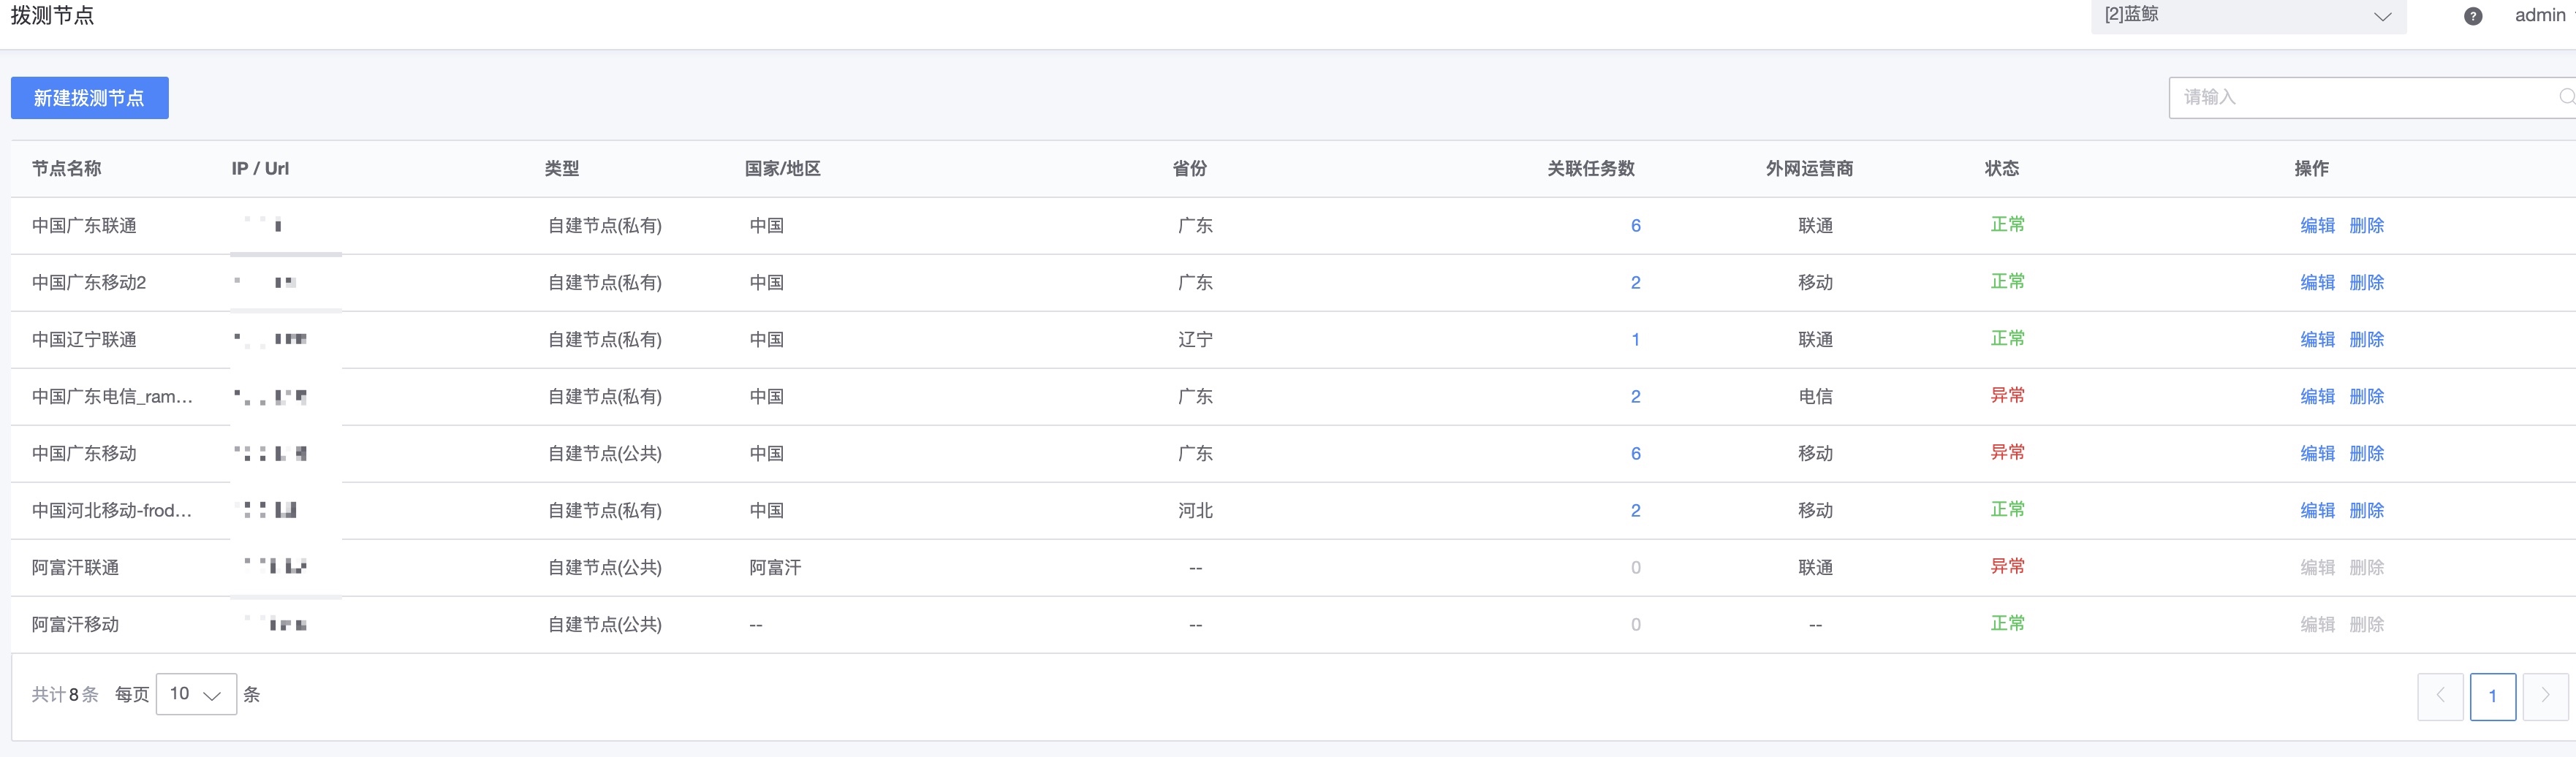 拨测节点 [2]蓝鲸 ? admin
新建拨测节点 请输入
节点名称 IP / Url 类型 国家/地区 省份 关联任务数 外网运营商 状态 操作
中国广东联通 自建节点(私有) 中国 广东 6 联通 正常 编辑 删除
中国广东移动2 自建节点(私有) 中国 广东 2 移动 正常 编辑 删除
中国辽宁联通 自建节点(私有) 中国 辽宁 1 联通 正常 编辑 删除
中国广东电信_ram... 自建节点(私有) 中国 广东 2 电信 异常 编辑 删除
中国广东移动 自建节点(公共) 中国 广东 6 移动 异常 编辑 删除
中国河北移动-frod... 自建节点(私有) 中国 河北 2 移动 正常 编辑 删除
阿富汗联通 自建节点(公共) 阿富汗 -- 0 联通 异常 编辑 删除
阿富汗移动 自建节点(公共) -- -- 0 -- 正常 编辑 删除
共计8条 每页 10 条 1